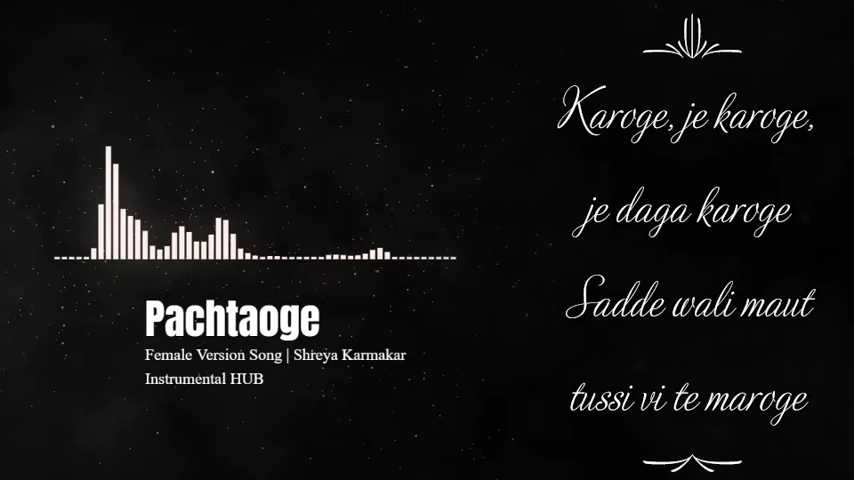 Karoge, je karoge,
je daga karoge
Sadde wali maut
tussi vi te maroge
Pachtaoge
Female Version Song | Shreya Karmakar
Instrumental HUB